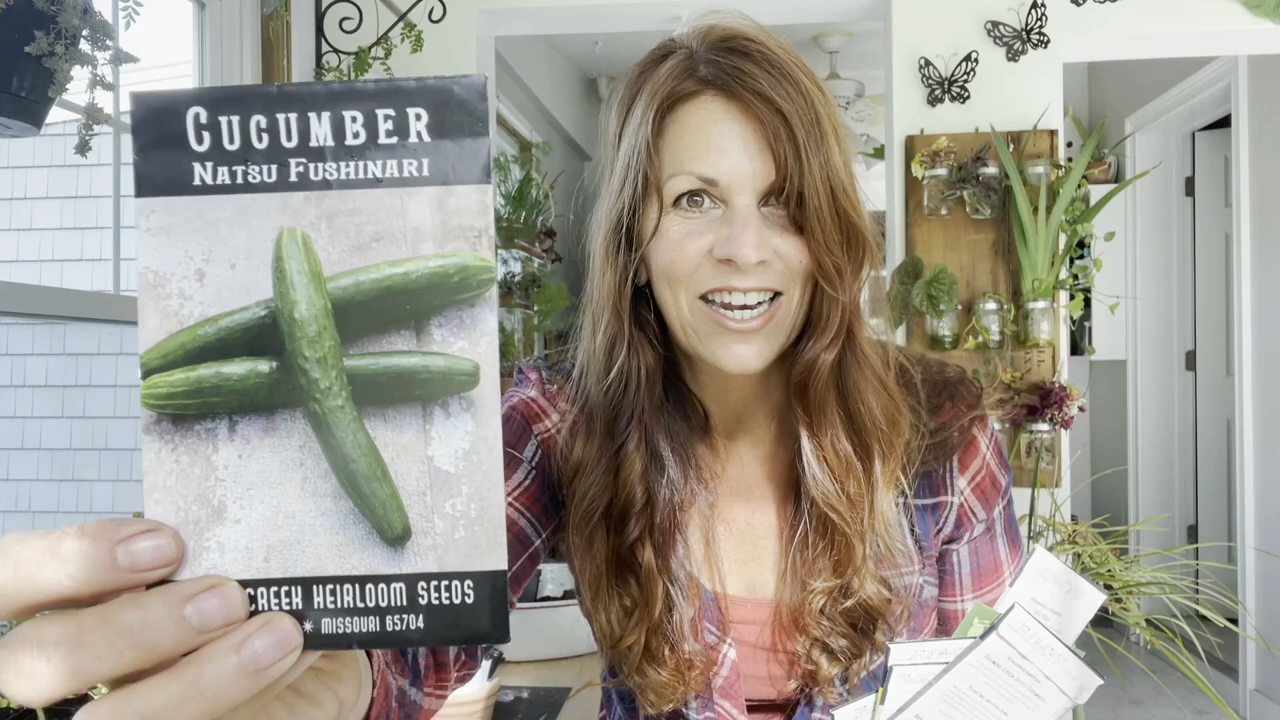 CUCUMBER
NATSU FUSHINARI
CREEK HEIRLOOM SEEDS
* MISSOURI 65704